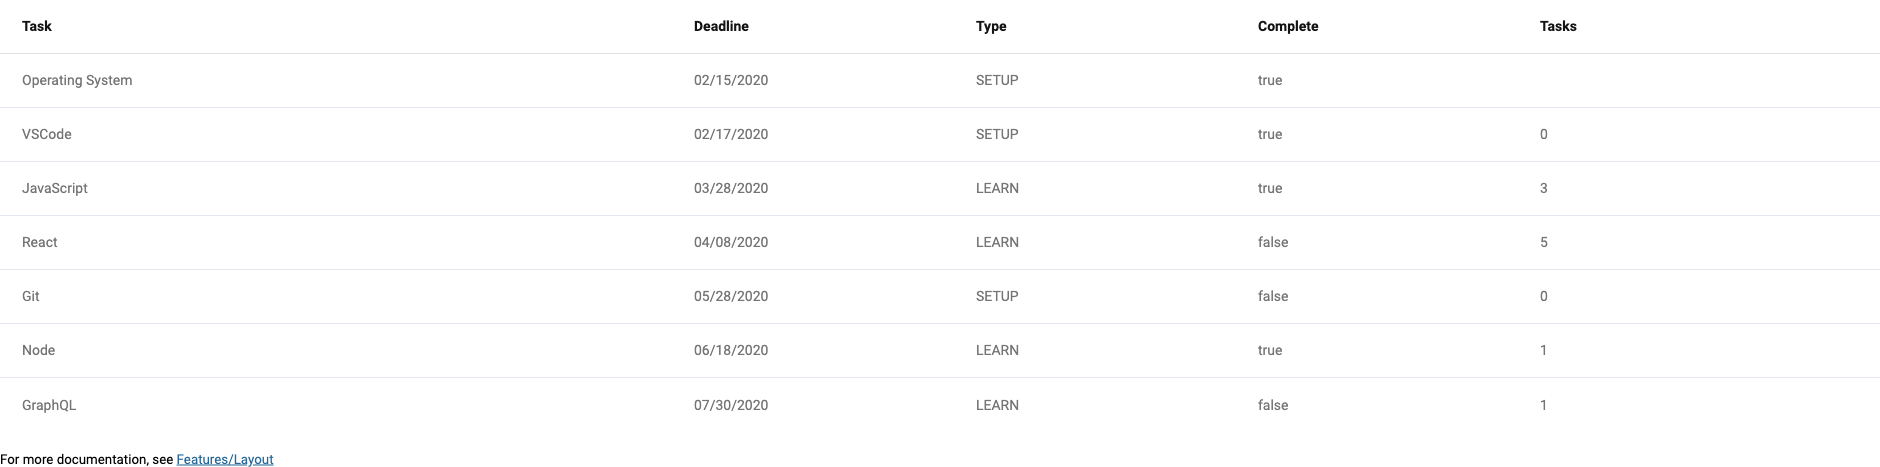 Task Deadline Type Complete Tasks
Operating System 02/15/2020 SETUP true
VSCode 02/17/2020 SETUP true 0
JavaScript 03/28/2020 LEARN true 3
React 04/08/2020 LEARN false 5
Git 05/28/2020 SETUP false 0
Node 06/18/2020 LEARN true 1
GraphQL 07/30/2020 LEARN false 1
For more documentation, see Features/Layout